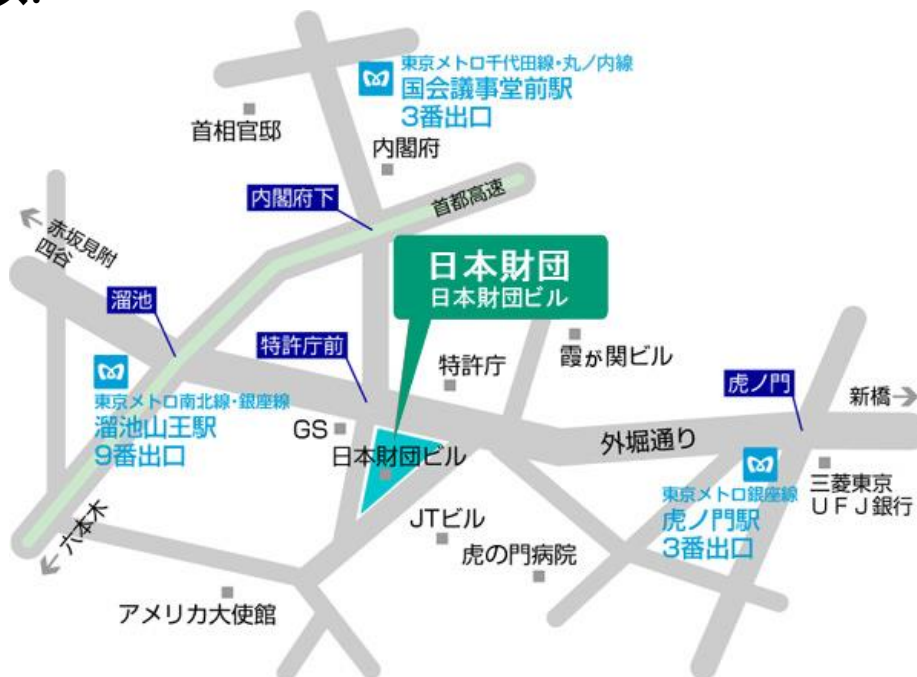 東京メトロ千代田線・丸ノ内線
国会議事堂前駅
3番出口
首相官邸
内閣府
内閣府下
首都高速
赤坂見附
四谷
日本財団
日本財団ビル
溜池
特許庁前
特許庁
霞が関ビル
虎ノ門
新橋
東京メトロ南北線・銀座線
溜池山王駅
9番出口
GS
日本財団ビル
外堀通り
東京メトロ銀座線
虎ノ門駅
3番出口
三菱東京
UFJ銀行
六本木
JTビル
虎の門病院
アメリカ大使館